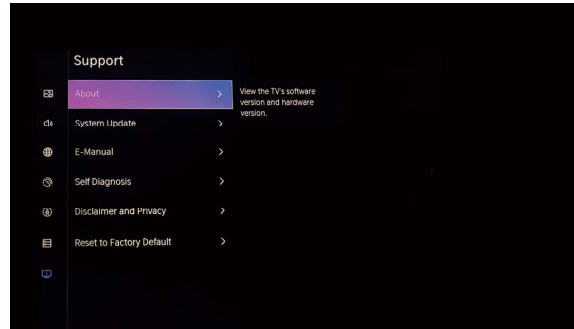 Support
About
View the TV's software
version and hardware
version.
System Update
E-Manual
Self Diagnosis
Disclaimer and Privacy
Reset to Factory Default